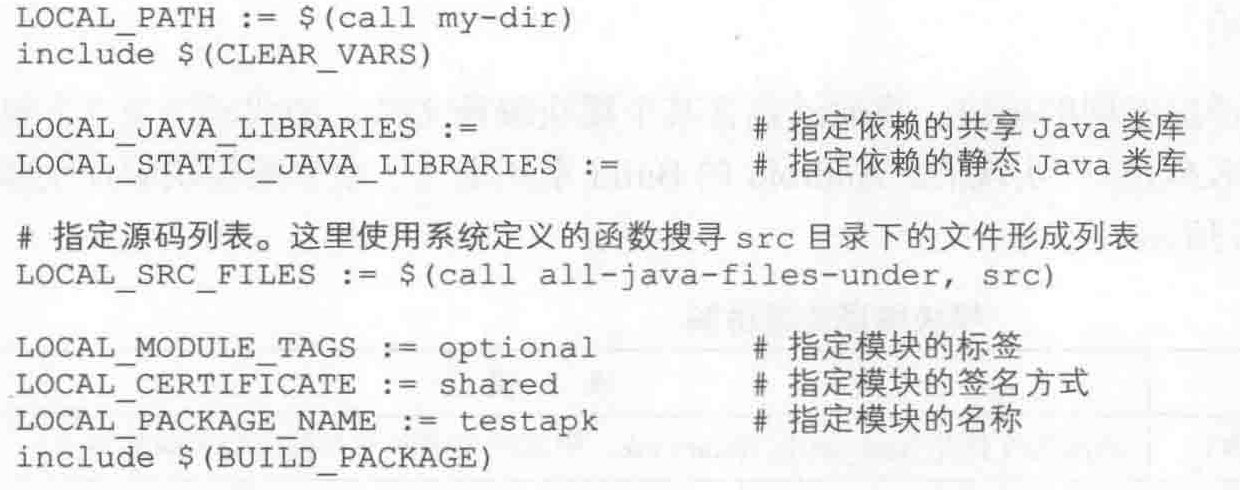 LOCAL_PATH := $(call my-dir)
include $(CLEAR_VARS)
LOCAL_JAVA_LIBRARIES := # 指定依赖的共享 Java 类库
LOCAL_STATIC_JAVA_LIBRARIES := # 指定依赖的静态 Java 类库
# 指定源码列表。这里使用系统定义的函数搜寻 src 目录下的文件形成列表
LOCAL_SRC_FILES := $(call all-java-files-under, src)
LOCAL_MODULE_TAGS := optional # 指定模块的标签
LOCAL_CERTIFICATE := shared # 指定模块的签名方式
LOCAL_PACKAGE_NAME := testapk # 指定模块的名称
include $(BUILD_PACKAGE)